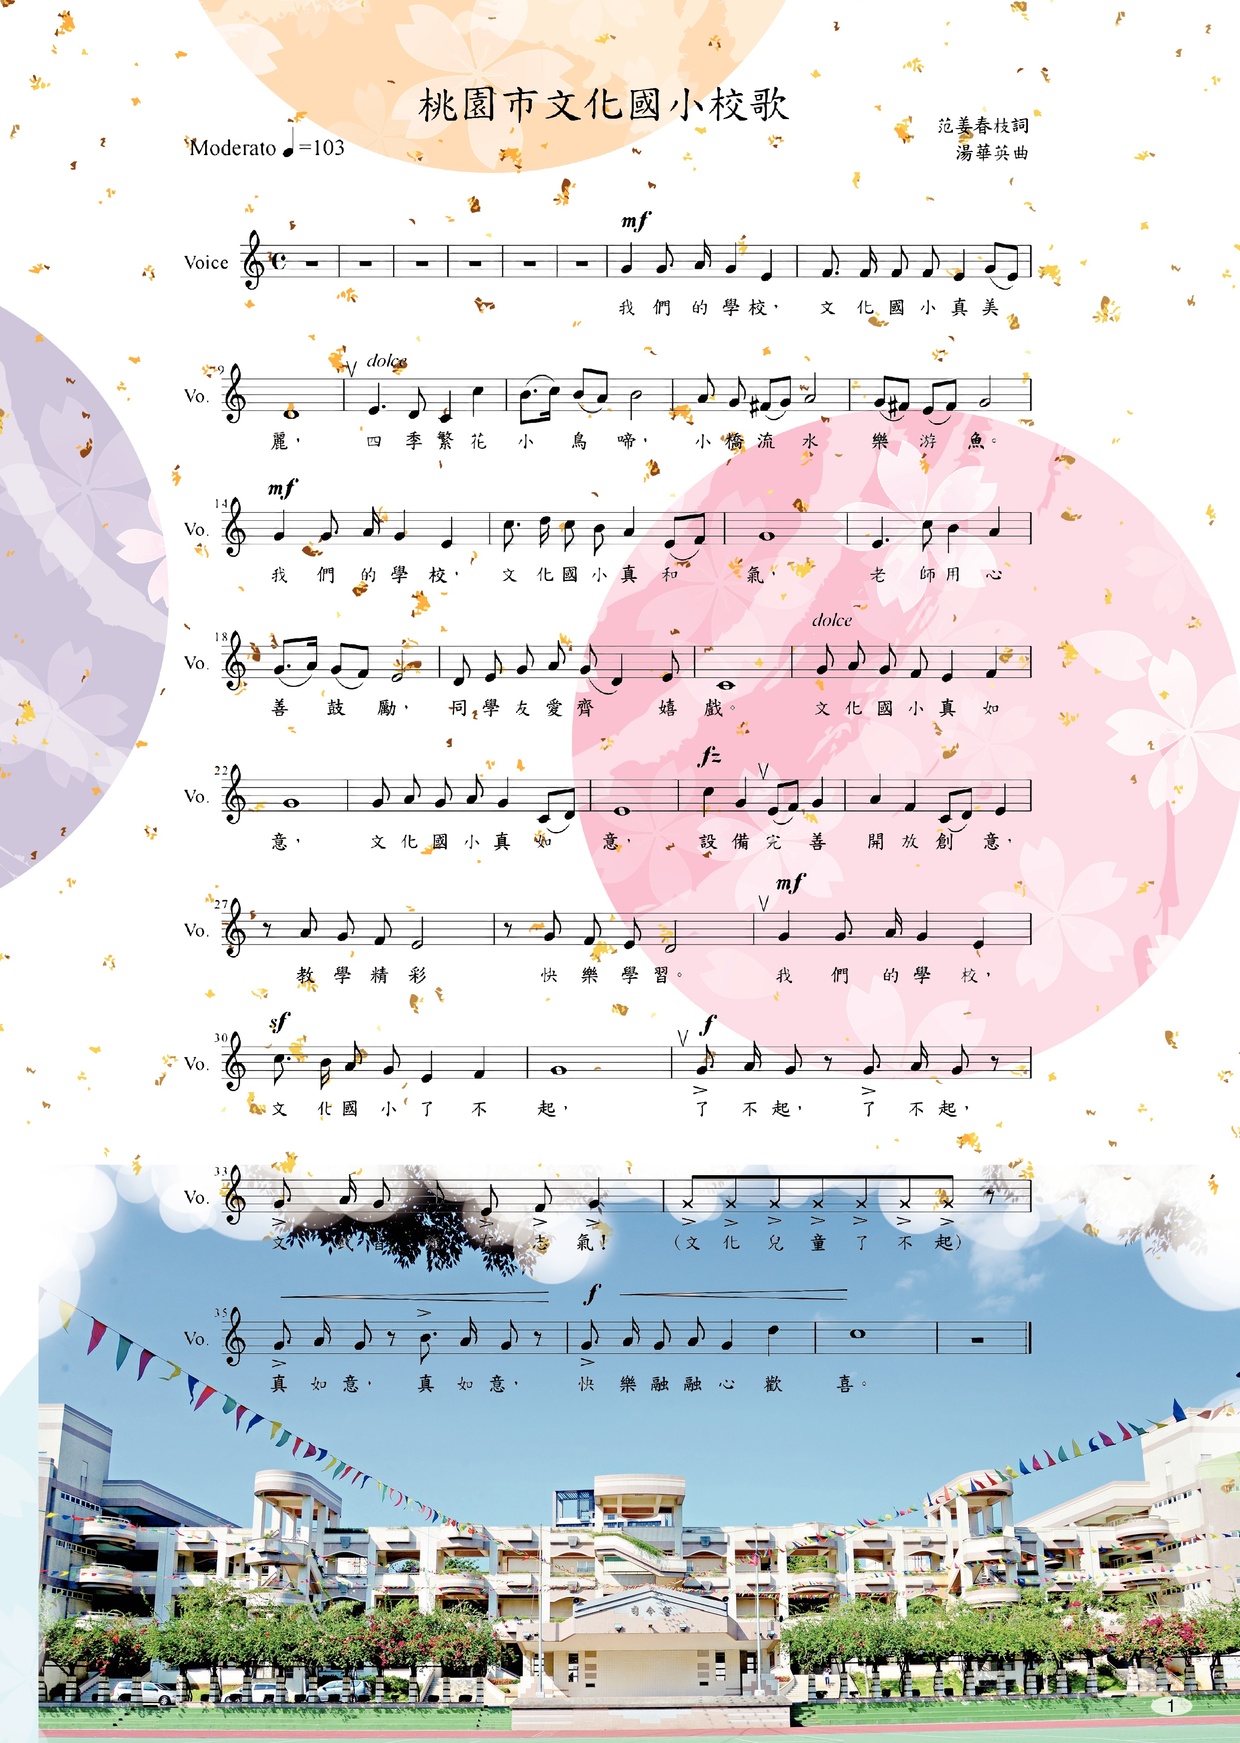 桃園市文化國小校歌
范姜春枝詞
Moderato ♩=103
湯華英曲
mf
Voice
我們的學校，文化國小真美
9
dolce
Vo.
麗，四季繁花小鳥啼，小橋流水樂游魚。
mf
14
Vo.
我們的學校，文化國小真和氣，老師用心
dolce
18
Vo.
善鼓勵，同學友愛齊嬉戲。文化國小真如
fz
22
Vo.
意，文化國小真如意，設備完善開放創意，
mf
27
Vo.
教學精彩快樂學習。我們的學校，
sf
f
30
Vo.
文化國小了不起，了不起，了不起，
33
Vo.
文志氣！（文化兒童了不起）
f
35
Vo.
真如意，真如意，快樂融融心歡喜。
司令臺
1